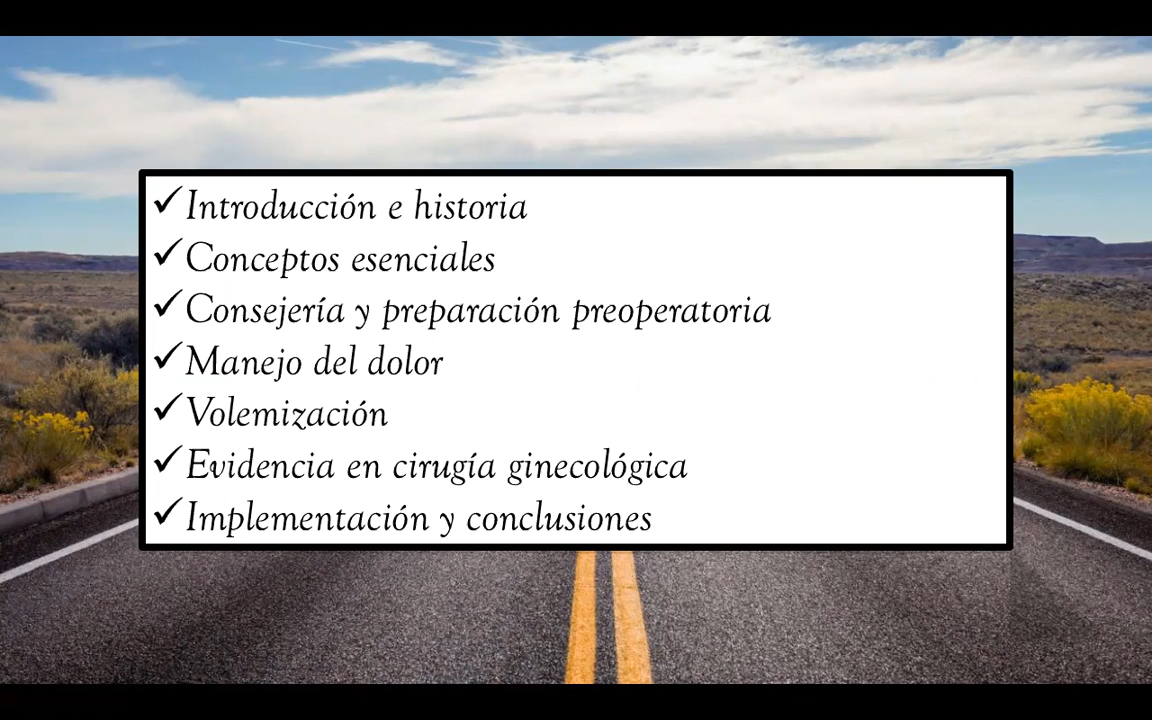 ✓Introducción e historia
✓Conceptos esenciales
✓Consejería y preparación preoperatoria
✓Manejo del dolor
✓Volemización
✓Evidencia en cirugía ginecológica
✓Implementación y conclusiones